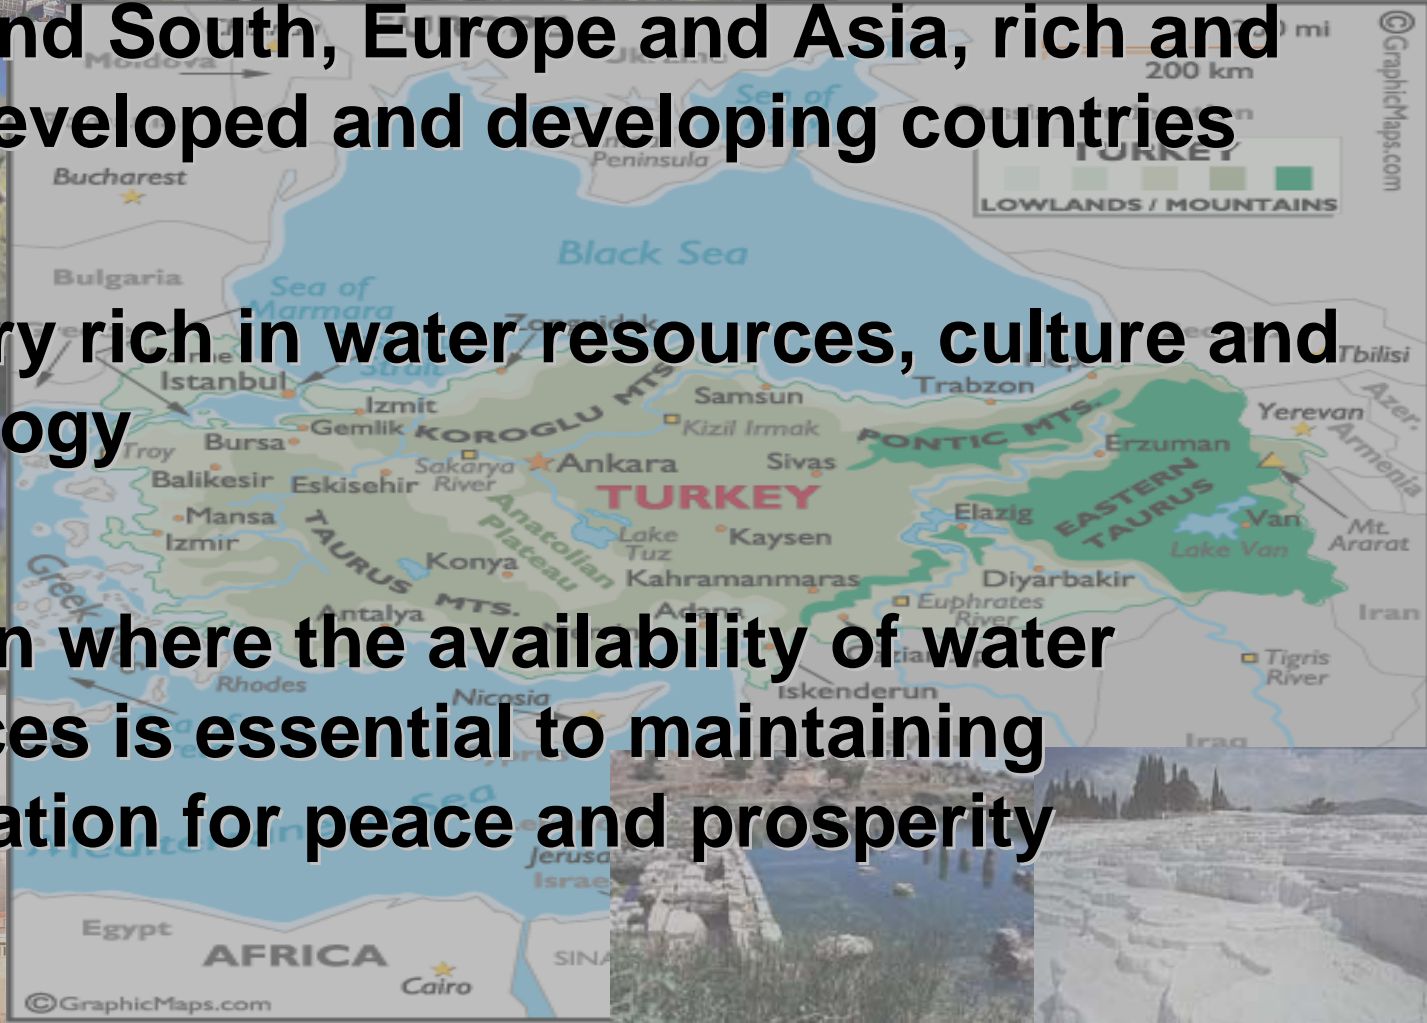 nd South, Europe and Asia, rich and
eveloped and developing countries
ry rich in water resources, culture and
ogy
n where the availability of water
ces is essential to maintaining
ation for peace and prosperity
Moldova
mi
200 km
©GraphicMaps.com
Sea of
Peninsula
TURKEY
LOWLANDS / MOUNTAINS
Bucharest
Black Sea
Bulgaria
Sea of
Marmara
Strait
Zonguldak
Tbilisi
Istanbul
Izmit
Samsun
Trabzon
Azer.
Yerevan
Armenia
Gemlik
KOROGLU MTS.
Kizil Irmak
PONTIC MTS.
Erzuman
Troy
Bursa
Sakarya
River
Ankara
Sivas
Balikesir
Eskisehir
TURKEY
EASTERN
TAURUS
Mansa
Anatolian
Plateau
Elazig
Van
Izmir
TAURUS MTS.
Lake
Tuz
Kaysen
Lake Van
Mt.
Ararat
Greek
Konya
Kahramanmaras
Diyarbakir
Antalya
Adana
Euphrates
River
Iran
Rhodes
Nicosia
Iskenderun
Tigris
River
Iraq
Sea
Jerusa
Israe
Egypt
AFRICA
SINA
Cairo
©GraphicMaps.com